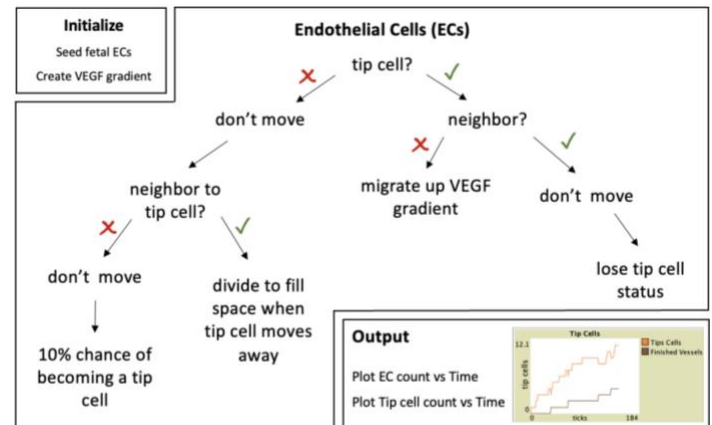 Initialize
Seed fetal ECs
Create VEGF gradient
Endothelial Cells (ECs)
tip cell?
don't move
neighbor?
neighbor to
tip cell?
migrate up VEGF
gradient
don't move
don't move
divide to fill
space when
tip cell moves
away
lose tip cell
status
10% chance of
becoming a tip
cell
Output
Plot EC count vs Time
Plot Tip cell count vs Time
Tip Cells
12.1
tip cells
0
0
ticks
184
Tips Cells
Finished Vessels